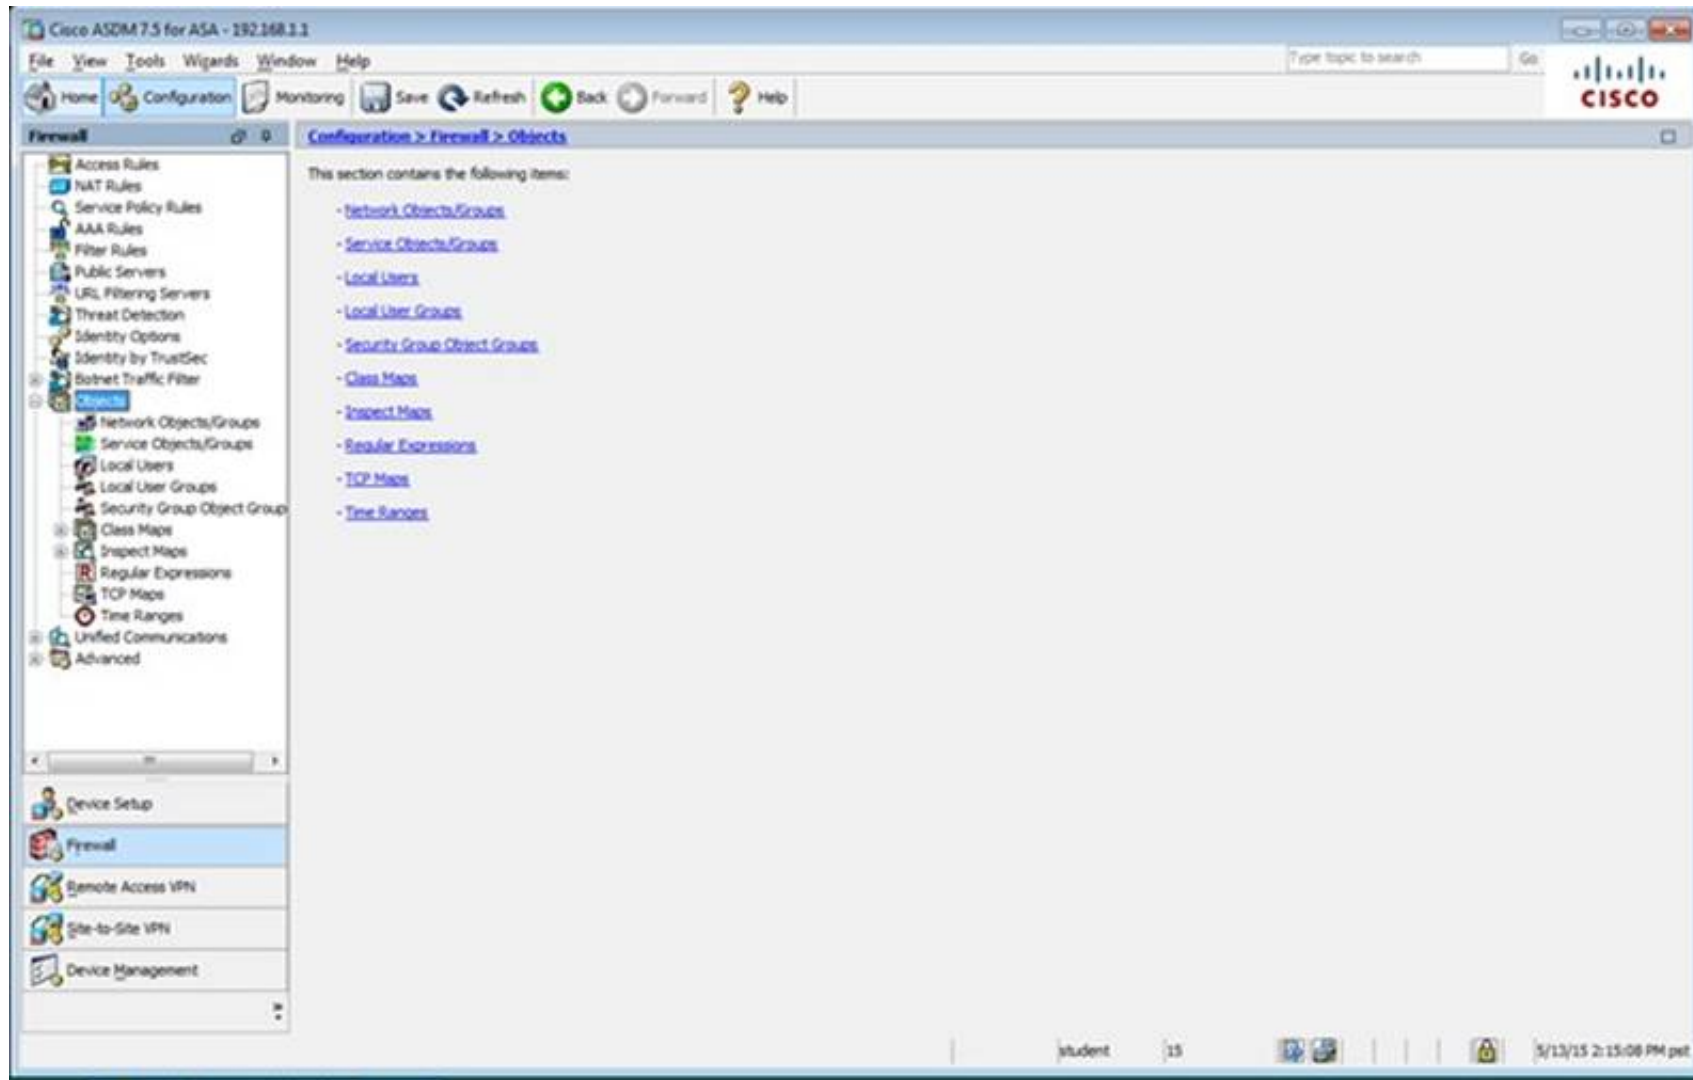 Cisco ASDM 7.5 for ASA - 192.168.1.1
File View Tools Wizards Window Help
Type topic to search Go
Home Configuration Monitoring Save Refresh Back Forward Help
CISCO
Firewall
Configuration > Firewall > Objects
Access Rules
NAT Rules
Service Policy Rules
AAA Rules
Filter Rules
Public Servers
URL Filtering Servers
Threat Detection
Identity Options
Identity by TrustSec
Botnet Traffic Filter
Objects
Network Objects/Groups
Service Objects/Groups
Local Users
Local User Groups
Security Group Object Group
Class Maps
Inspect Maps
Regular Expressions
TCP Maps
Time Ranges
Unified Communications
Advanced
Device Setup
Firewall
Remote Access VPN
Site-to-Site VPN
Device Management
This section contains the following items:
- Network Objects/Groups
- Service Objects/Groups
- Local Users
- Local User Groups
- Security Group Object Groups
- Class Maps
- Inspect Maps
- Regular Expressions
- TCP Maps
- Time Ranges
student 15 5/13/15 2:15:08 PM pst